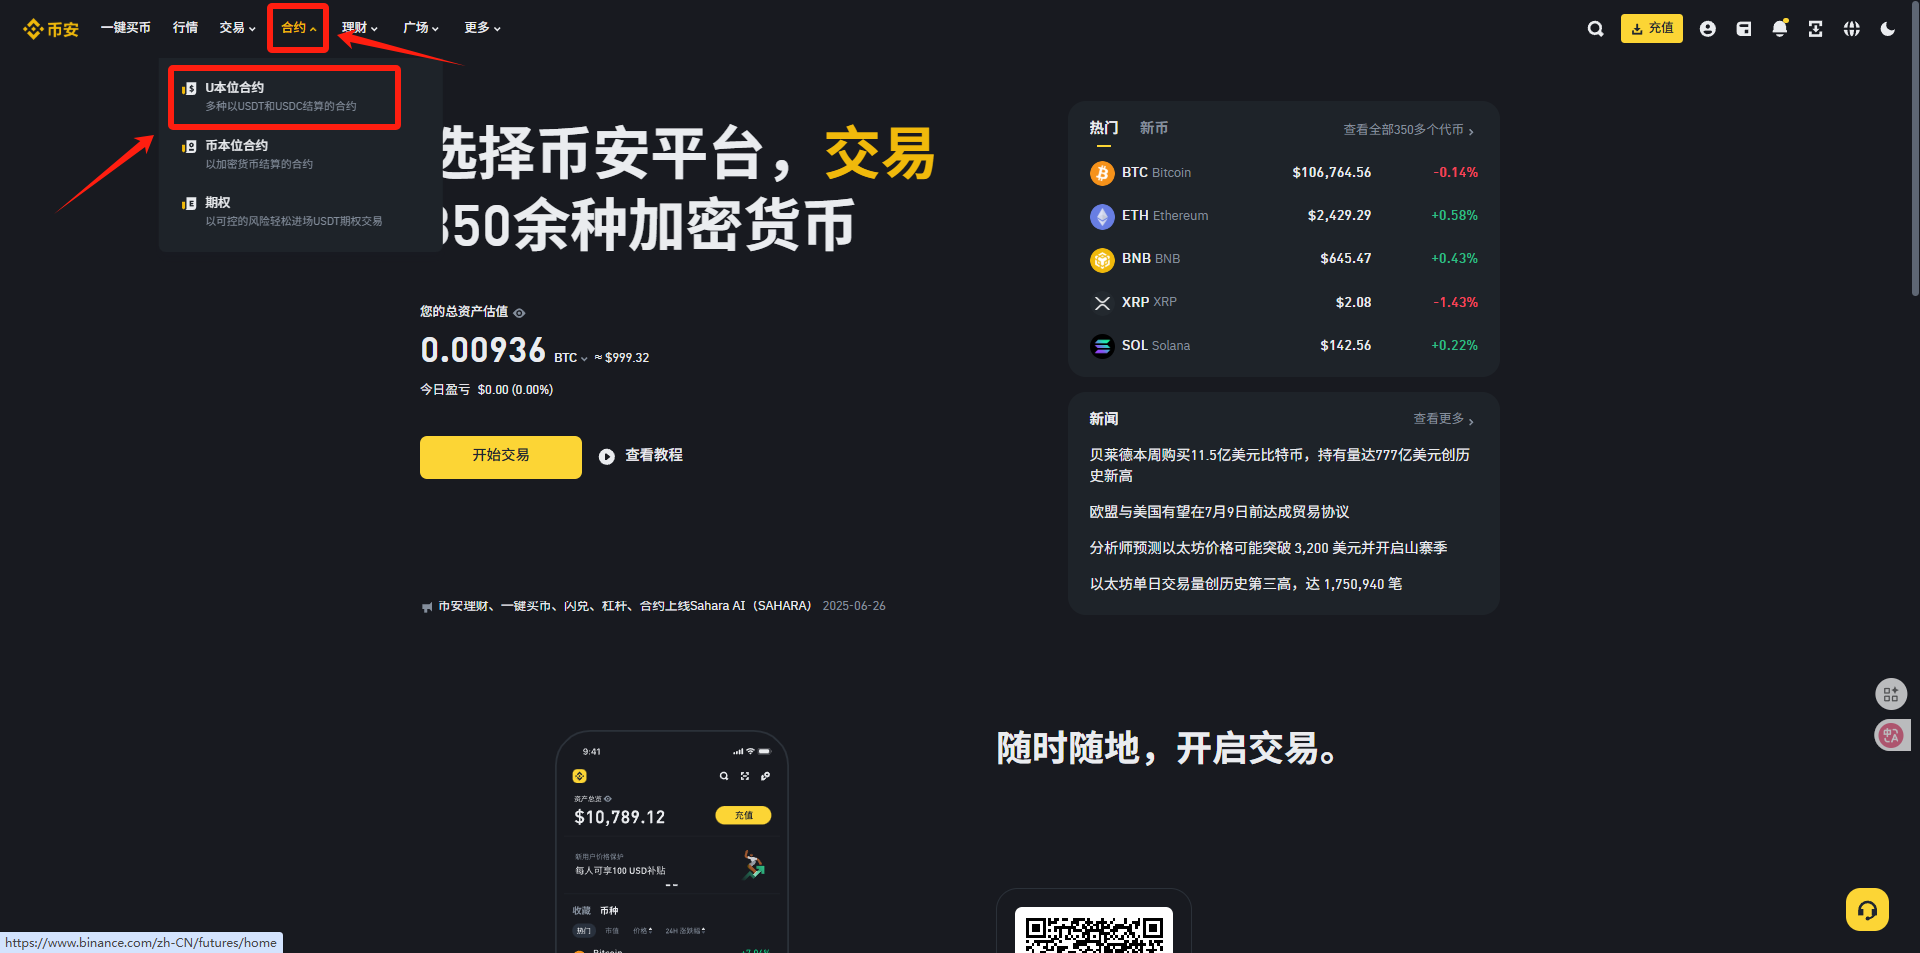 币安
一键买币
行情
交易
合约
理财
广场
更多
充值
U本位合约
多种以USDT和USDC结算的合约
币本位合约
以加密货币结算的合约
期权
以可控的风险轻松进场USDT期权交易
选择币安平台，交易
350余种加密货币
您的总资产估值
0.00936 BTC ≈ $999.32
今日盈亏 $0.00 (0.00%)
开始交易
查看教程
币安理财、一键买币、闪兑、杠杆、合约上线Sahara AI（SAHARA） 2025-06-26
热门 新币 查看全部350多个代币
BTC Bitcoin $106,764.56 -0.14%
ETH Ethereum $2,429.29 +0.58%
BNB BNB $645.47 +0.43%
XRP XRP $2.08 -1.43%
SOL Solana $142.56 +0.22%
新闻 查看更多
贝莱德本周购买11.5亿美元比特币，持有量达777亿美元创历
史新高
欧盟与美国有望在7月9日前达成贸易协议
分析师预测以太坊价格可能突破 3,200 美元并开启山寨季
以太坊单日交易量创历史第三高，达 1,750,940 笔
随时随地，开启交易。
9:41
资产总览
$10,789.12
充值
新用户价格保护
每人可享100 USD补贴
收藏 币种
热门 市值 价格 24H 涨跌幅
Bitcoin
中A
https://www.binance.com/zh-CN/futures/home